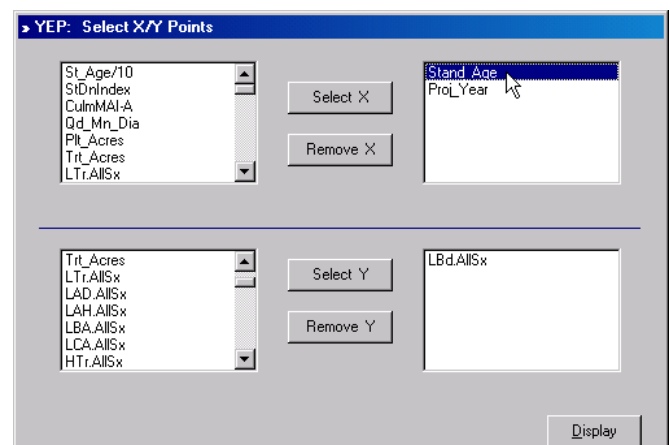 YEP: Select X/Y Points
St_Age/10
StDnIndex
CulmMAI-A
Qd_Mn_Dia
Plt_Acres
Trt_Acres
LTr.AllSx
Select X
Remove X
Stand_Age
Proj_Year
Trt_Acres
LTr.AllSx
LAD.AllSx
LAH.AllSx
LBA.AllSx
LCA.AllSx
HTr.AllSx
Select Y
Remove Y
LBd.AllSx
Display